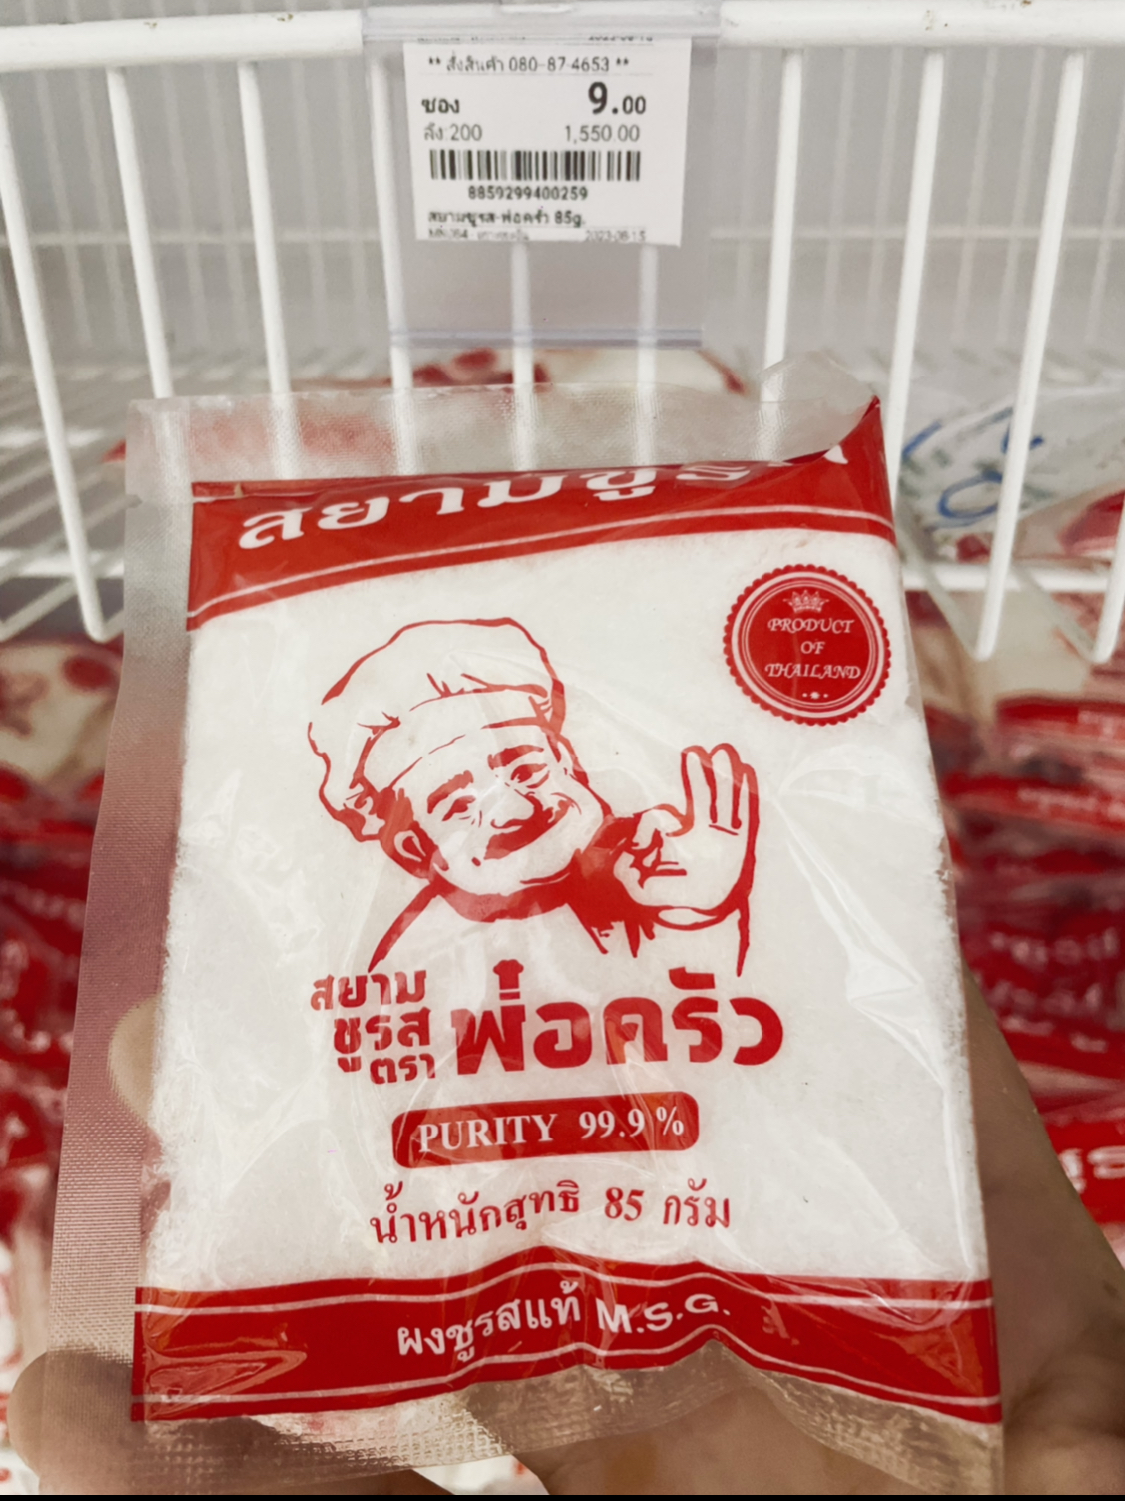 ** สั่งสินค้า 080-87-4653 **
ซอง 9.00
ลัง:200 1,550.00
8859299400259
สยามชูรส-พ่อครัว 85g.
2023-08-15
สยามชูรส
PRODUCT
OF
THAILAND
สยาม
ชูรส
ตรา
พ่อครัว
PURITY 99.9 %
น้ำหนักสุทธิ 85 กรัม
ผงชูรสแท้ M.S.G.